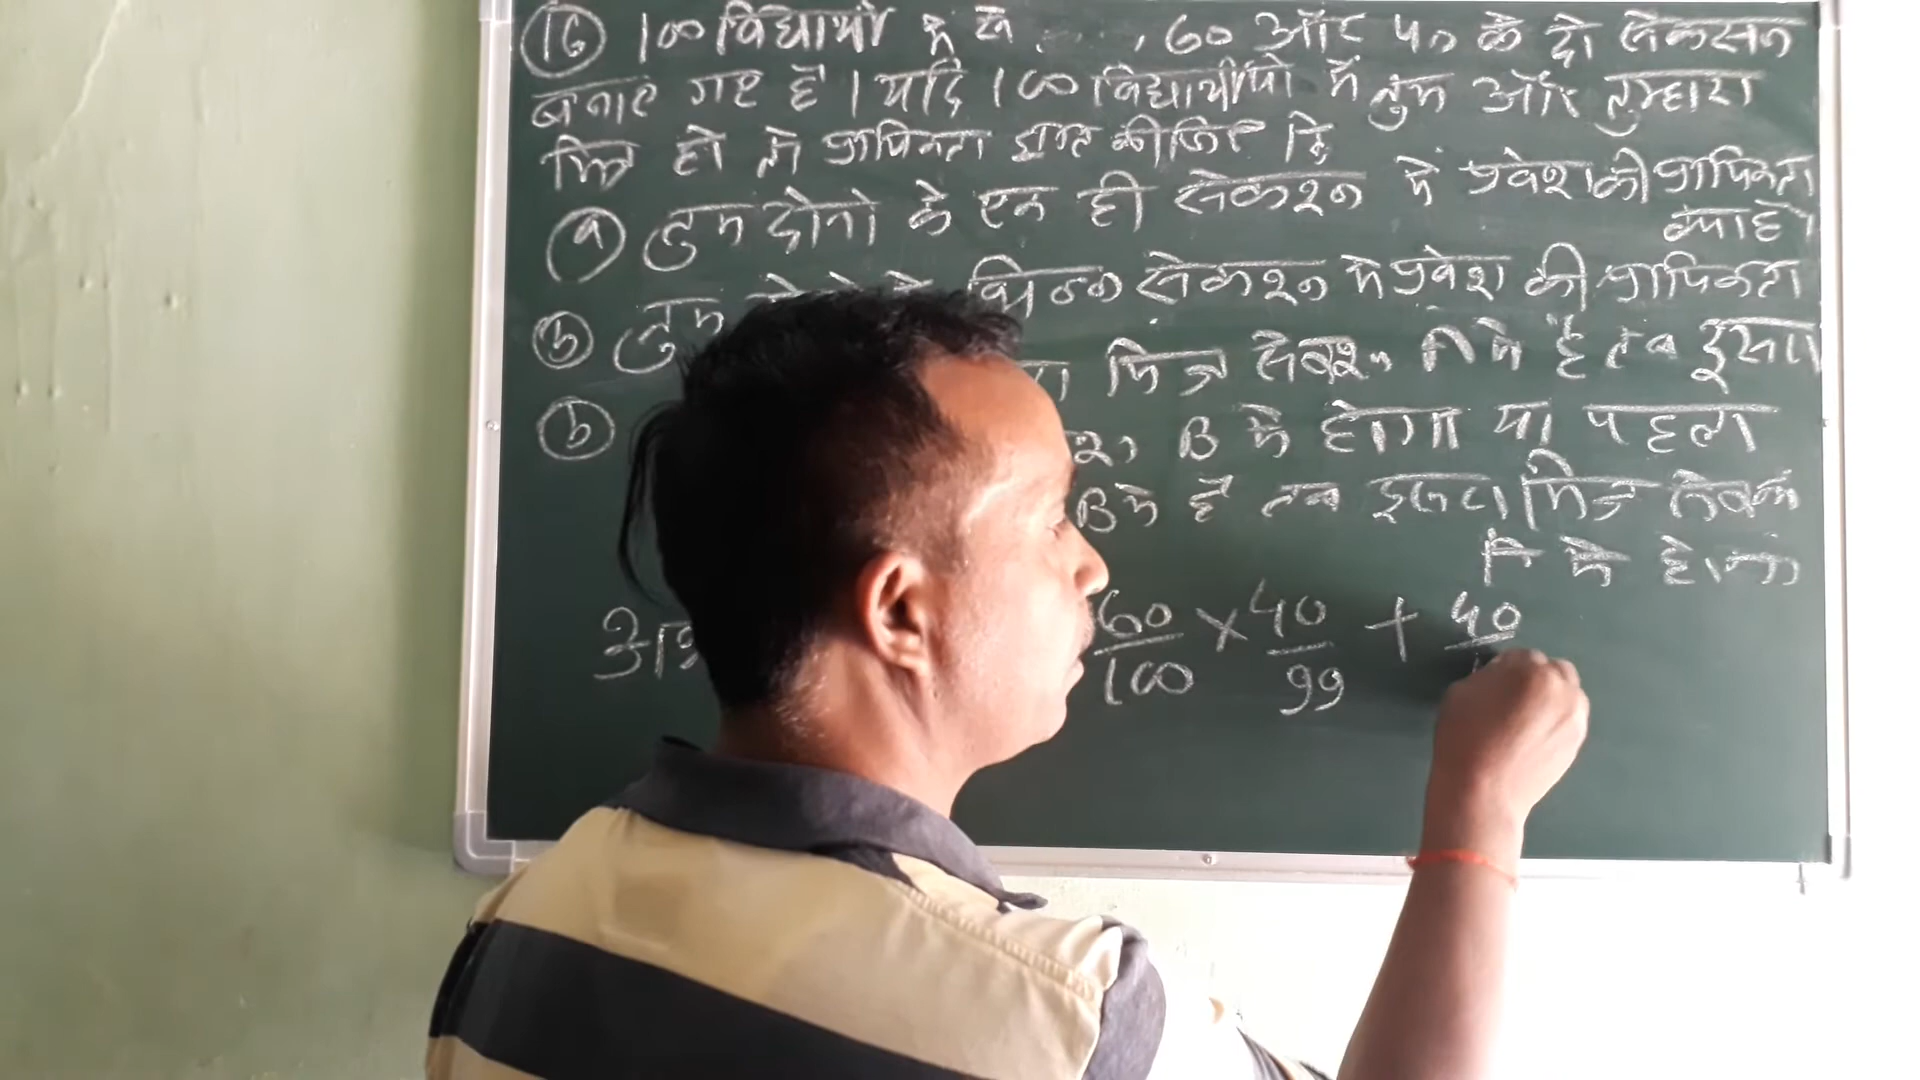 16 100 विद्यार्थी में से 60 और 40 के दो सेक्सन
बनाए गए है । यदि 100 विद्यार्थीयो में तुम और तुम्हारा
मित्र हो तो प्रायिकता ज्ञात कीजिए कि
a तुम दोनो के एक ही सेक्शन में प्रवेश की प्रायिकता
क्या है।
तुम भिन्न सेक्शन में प्रवेश की प्रायिकता
मित्र सेक्शन A में है तब दूसरा
b B में होगा या पहला
B में है तब दूसरा मित्र सेक्शन
A में होगा
60/100 × 40/99 + 40